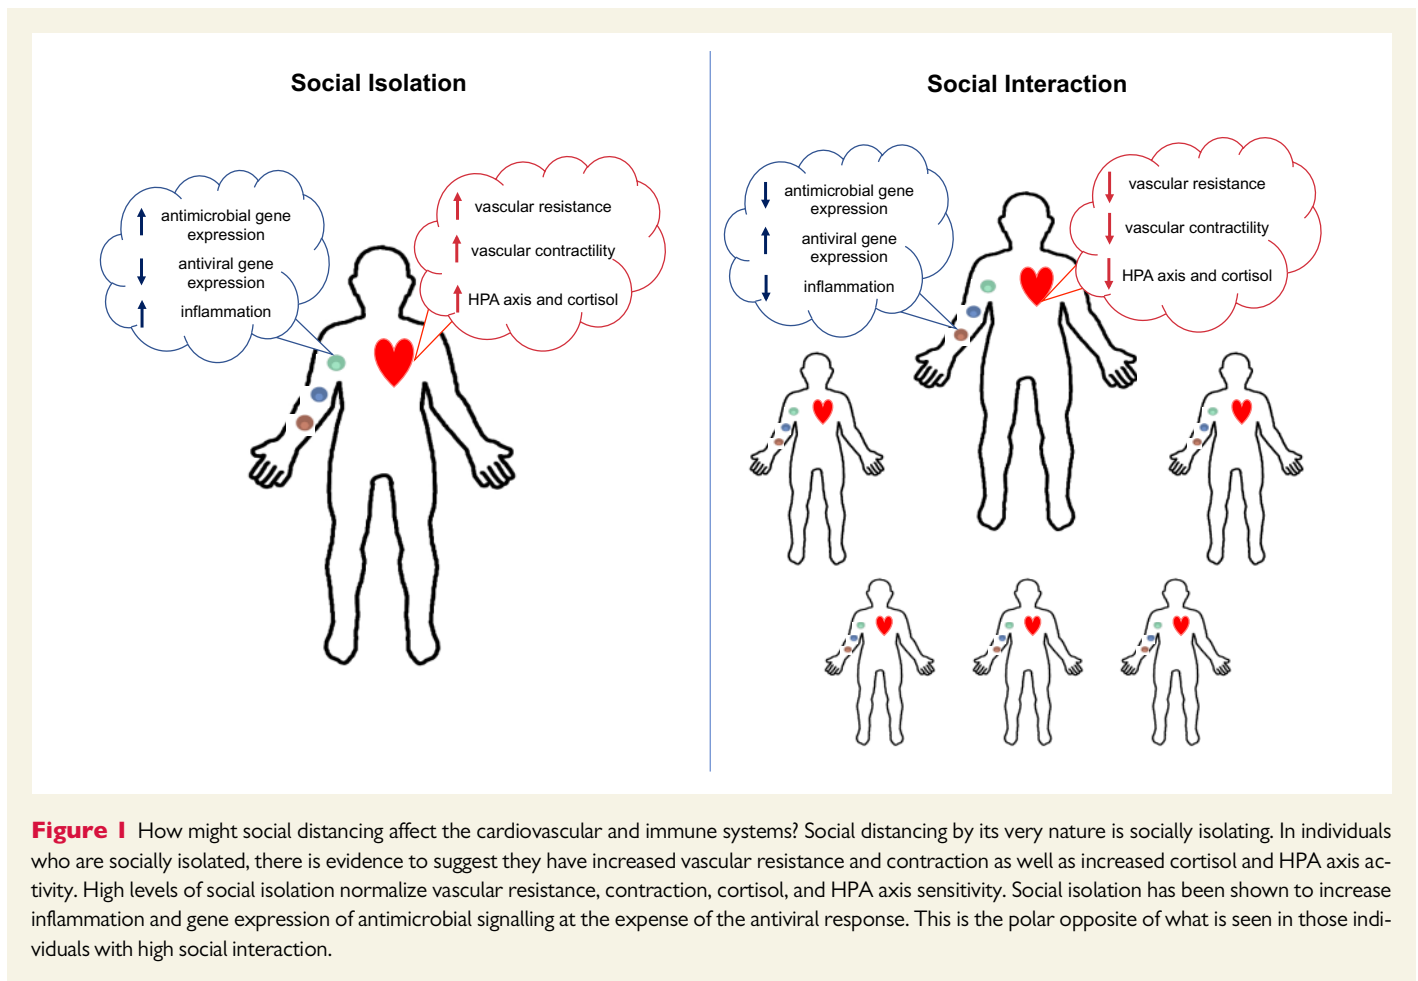 Social Isolation
antimicrobial gene
expression
antiviral gene
expression
inflammation
vascular resistance
vascular contractility
HPA axis and cortisol
Social Interaction
antimicrobial gene
expression
antiviral gene
expression
inflammation
vascular resistance
vascular contractility
HPA axis and cortisol
Figure 1 How might social distancing affect the cardiovascular and immune systems? Social distancing by its very nature is socially isolating. In individuals
who are socially isolated, there is evidence to suggest they have increased vascular resistance and contraction as well as increased cortisol and HPA axis ac-
tivity. High levels of social isolation normalize vascular resistance, contraction, cortisol, and HPA axis sensitivity. Social isolation has been shown to increase
inflammation and gene expression of antimicrobial signalling at the expense of the antiviral response. This is the polar opposite of what is seen in those indi-
viduals with high social interaction.